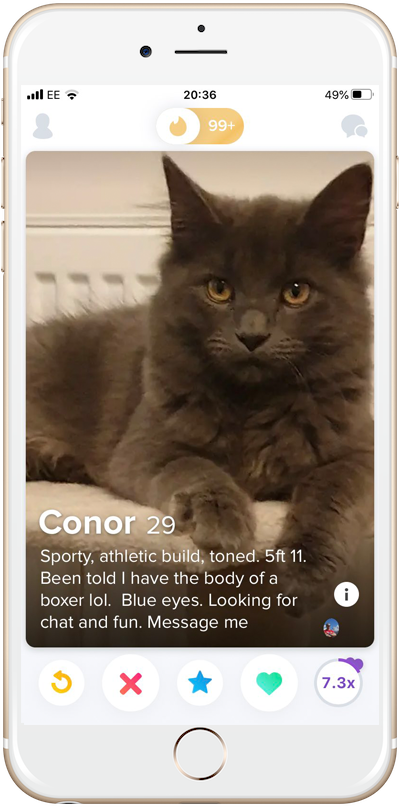 EE
20:36
49%
99+
Conor 29
Sporty, athletic build, toned. 5ft 11.
Been told I have the body of a
boxer lol.  Blue eyes. Looking for
chat and fun. Message me
7.3x